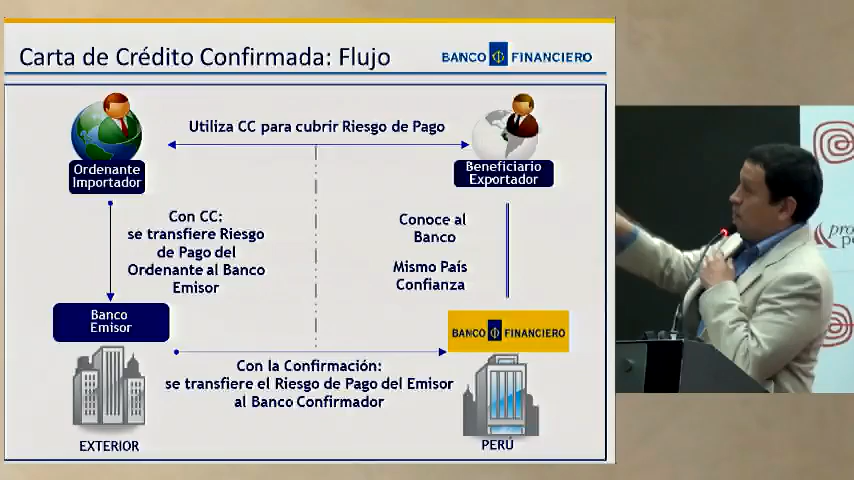 Carta de Crédito Confirmada: Flujo
BANCO FINANCIERO
Utiliza CC para cubrir Riesgo de Pago
Ordenante
Importador
Beneficiario
Exportador
Con CC:
se transfiere Riesgo
de Pago del
Ordenante al Banco
Emisor
Conoce al
Banco
Mismo País
Confianza
Banco
Emisor
BANCO FINANCIERO
Con la Confirmación:
se transfiere el Riesgo de Pago del Emisor
al Banco Confirmador
EXTERIOR
PERÚ